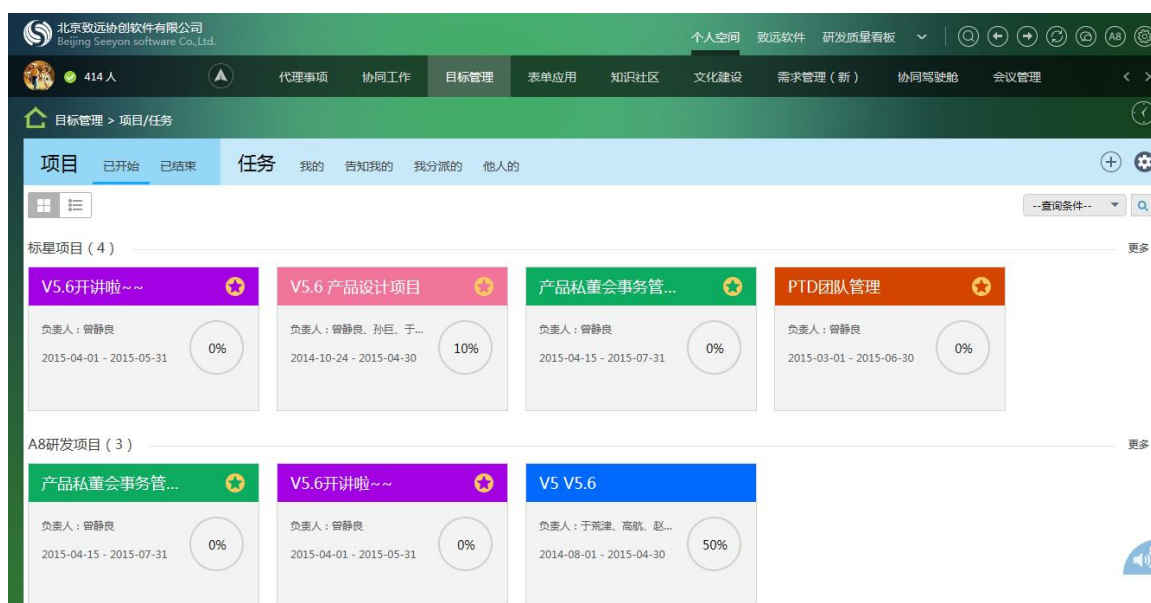 北京致远协创软件有限公司
Beijing Seeyon software Co.,Ltd.
个人空间 致远软件 研发质量看板
A8
414人
代理事项 协同工作 目标管理 表单应用 知识社区 文化建设 需求管理（新） 协同驾驶舱 会议管理
目标管理 > 项目/任务
项目 已开始 已结束 任务 我的 告知我的 我分派的 他人的
--查询条件--
标星项目（4） 更多
V5.6开讲啦~~ V5.6 产品设计项目 产品私董会事务管... PTD团队管理
负责人：曾静良 负责人：曾静良、孙巨、于... 负责人：曾静良 负责人：曾静良
0% 10% 0% 0%
2015-04-01 - 2015-05-31 2014-10-24 - 2015-04-30 2015-04-15 - 2015-07-31 2015-03-01 - 2015-06-30
A8研发项目（3） 更多
产品私董会事务管... V5.6开讲啦~~ V5 V5.6
负责人：曾静良 负责人：曾静良 负责人：于荒津、高航、赵...
0% 0% 50%
2015-04-15 - 2015-07-31 2015-04-01 - 2015-05-31 2014-08-01 - 2015-04-30